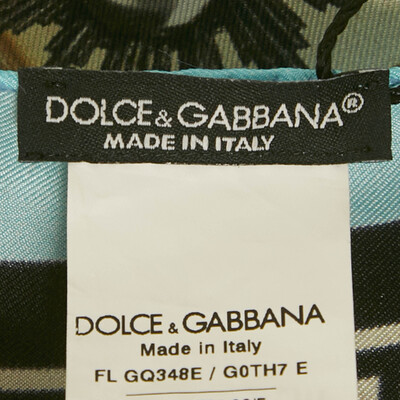 DOLCE & GABBANA®
MADE IN ITALY
DOLCE & GABBANA
Made in Italy
FL GQ348E / G0TH7 E